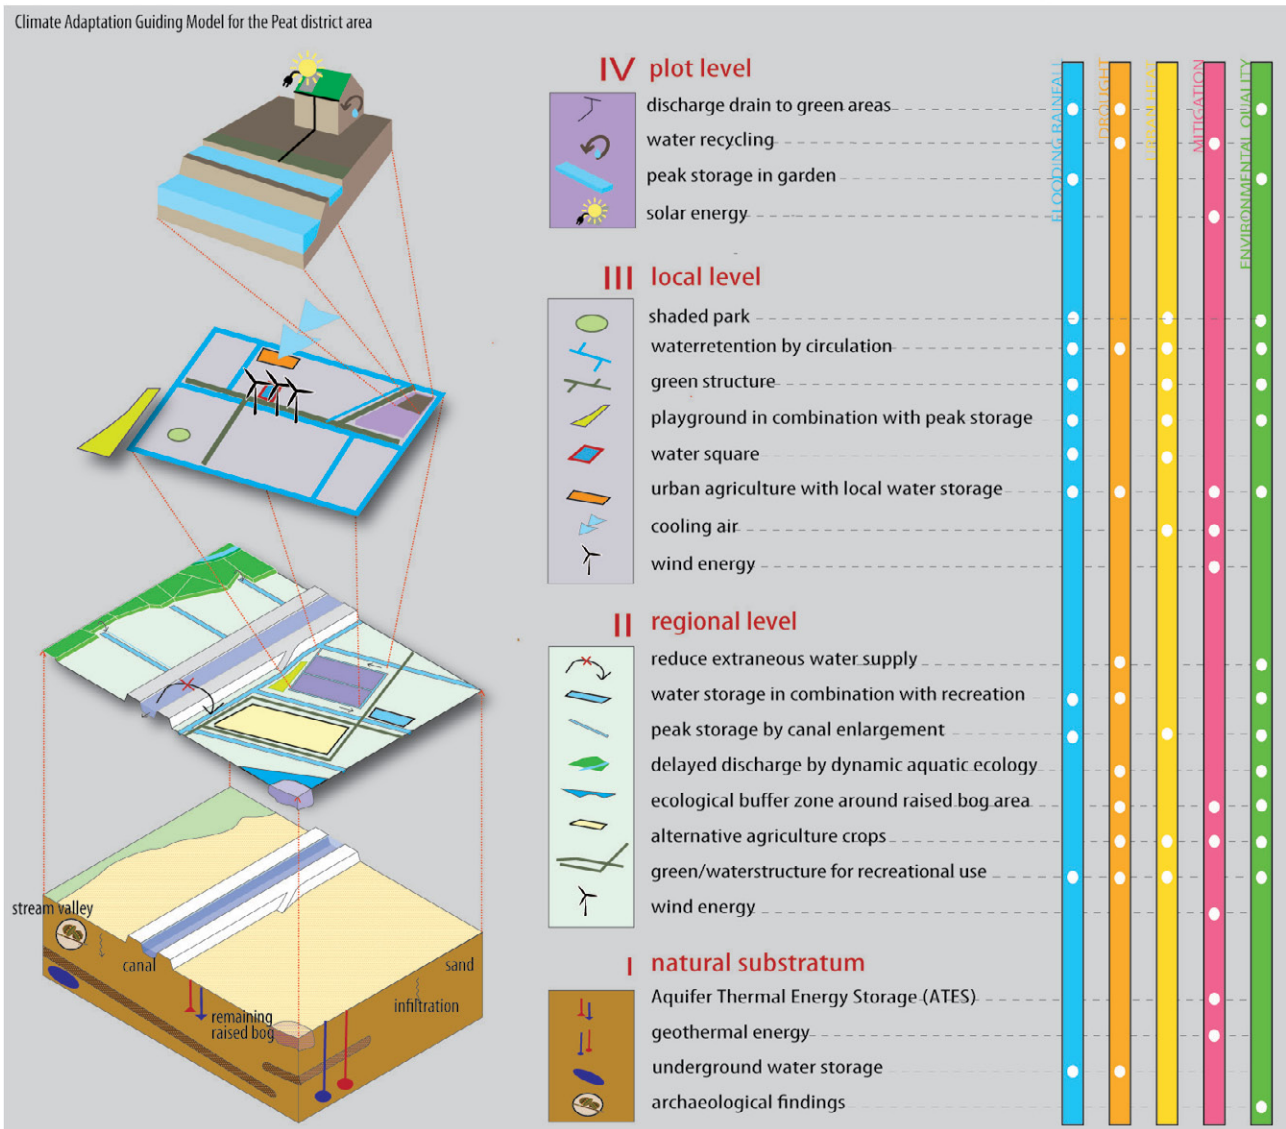 Climate Adaptation Guiding Model for the Peat district area
IV plot level
discharge drain to green areas
water recycling
peak storage in garden
solar energy
III local level
shaded park
waterretention by circulation
green structure
playground in combination with peak storage
water square
urban agriculture with local water storage
cooling air
wind energy
II regional level
reduce extraneous water supply
water storage in combination with recreation
peak storage by canal enlargement
delayed discharge by dynamic aquatic ecology
ecological buffer zone around raised bog area
alternative agriculture crops
green/waterstructure for recreational use
wind energy
I natural substratum
Aquifer Thermal Energy Storage (ATES)
geothermal energy
underground water storage
archaeological findings
FLOODING RAINFALL
DROUGHT
URBAN HEAT
MITIGATION
ENVIRONMENTAL QUALITY
stream valley
canal
sand
infiltration
remaining
raised bog